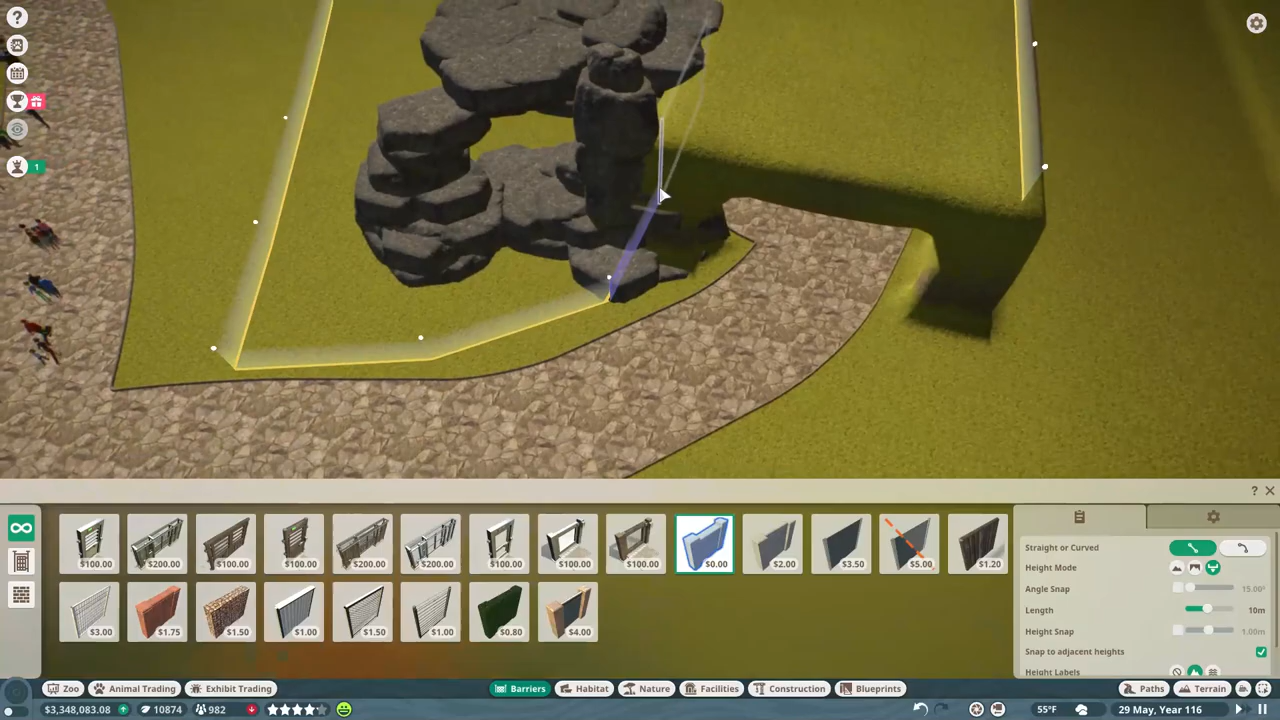 ?
1
? ×
$100.00 $200.00 $100.00 $100.00 $200.00 $200.00 $100.00 $100.00 $100.00 $0.00 $2.00 $3.50 $5.00 $1.20
$3.00 $1.75 $1.50 $1.00 $1.50 $1.00 $0.80 $4.00
Straight or Curved
Height Mode
Angle Snap 15.00°
Length 10m
Height Snap 1.00m
Snap to adjacent heights
Height Labels
Zoo Animal Trading Exhibit Trading Barriers Habitat Nature Facilities Construction Blueprints Paths Terrain
$3,348,083.08 10874 982 55°F 29 May, Year 116